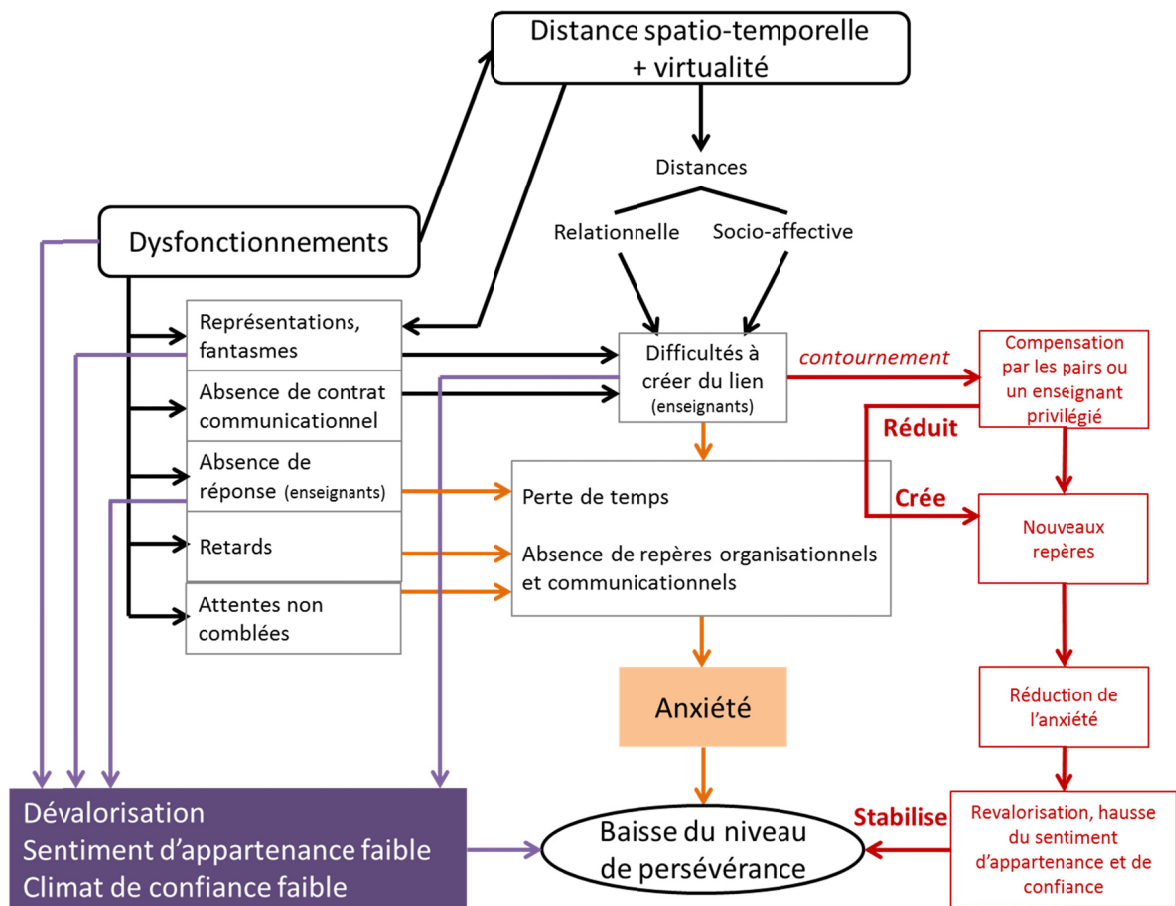 Distance spatio-temporelle
+ virtualité
Distances
Relationnelle
Socio-affective
Dysfonctionnements
Représentations,
fantasmes
Absence de contrat
communicationnel
Absence de
réponse (enseignants)
Retards
Attentes non
comblées
Difficultés à
créer du lien
(enseignants)
contournement
Compensation
par les pairs ou
un enseignant
privilégié
Réduit
Crée
Perte de temps
Absence de repères organisationnels
et communicationnels
Nouveaux
repères
Anxiété
Réduction de
l’anxiété
Dévalorisation
Sentiment d’appartenance faible
Climat de confiance faible
Baisse du niveau
de persévérance
Stabilise
Revalorisation, hausse
du sentiment
d’appartenance et de
confiance